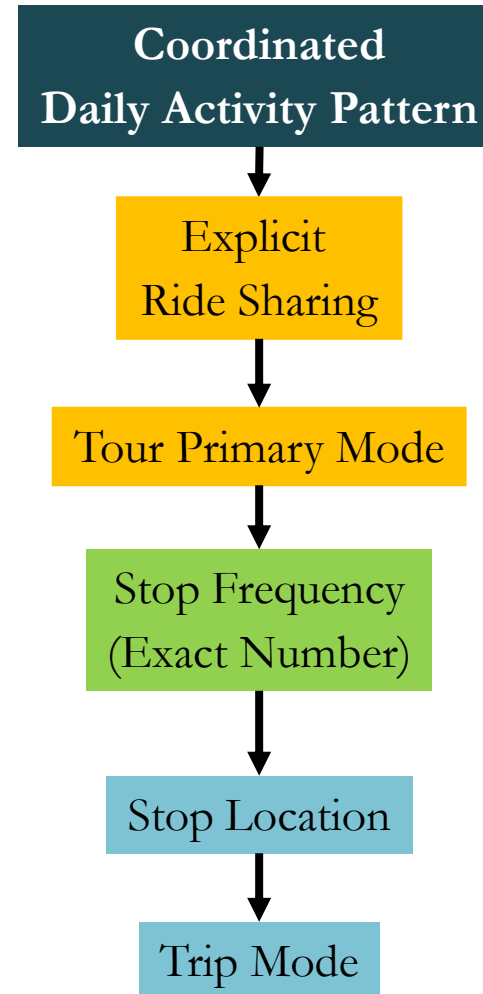 Coordinated
Daily Activity Pattern
Explicit
Ride Sharing
Tour Primary Mode
Stop Frequency
(Exact Number)
Stop Location
Trip Mode